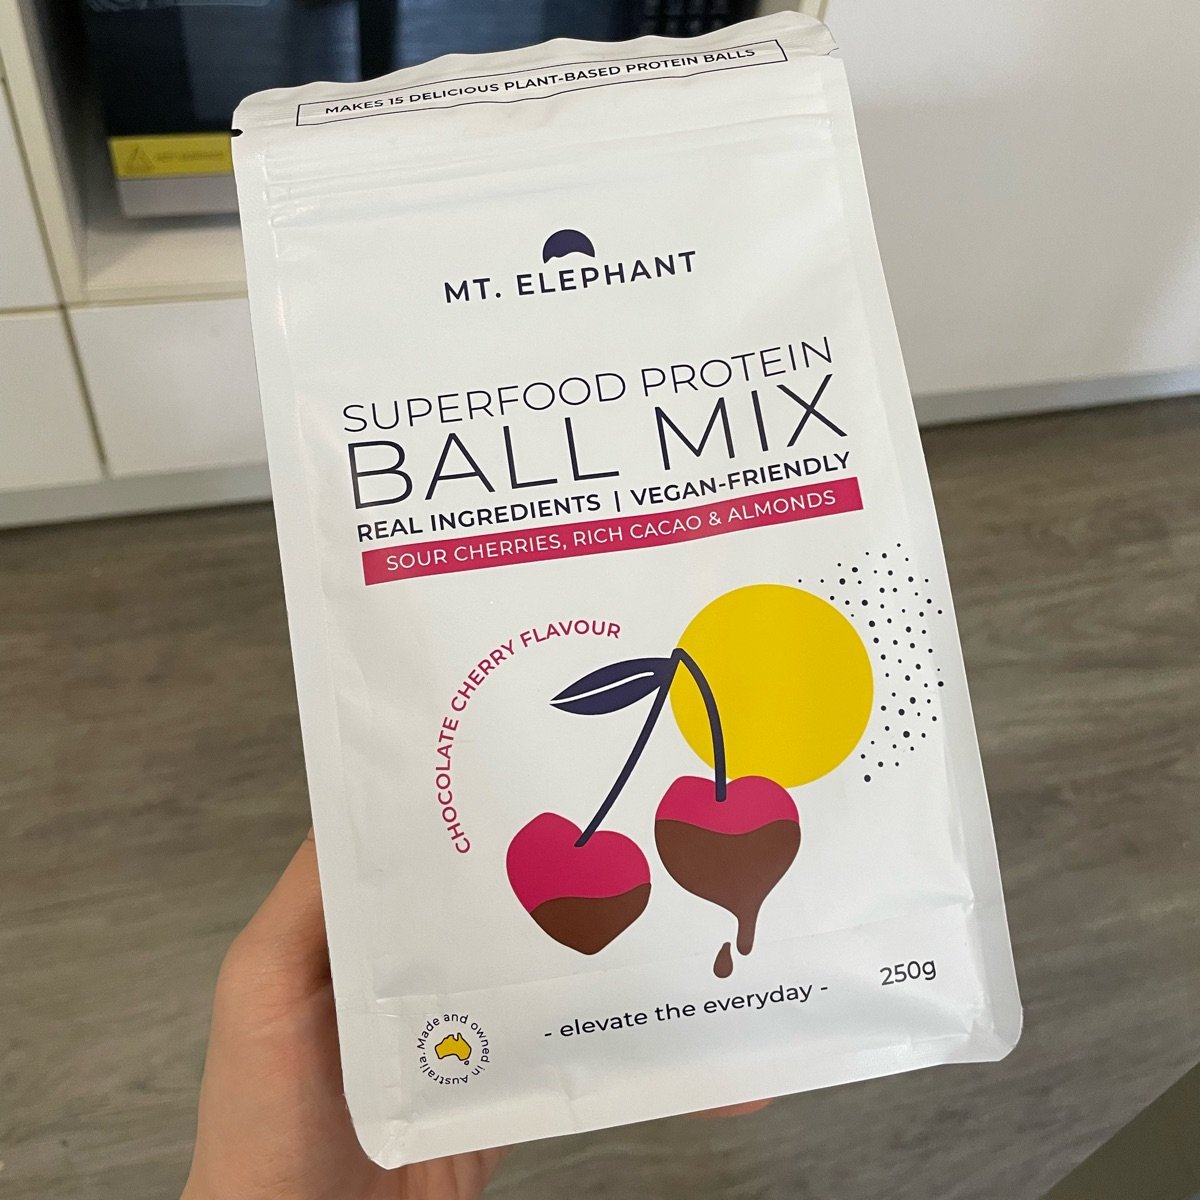 MAKES 15 DELICIOUS PLANT-BASED PROTEIN BALLS
MT. ELEPHANT
SUPERFOOD PROTEIN
BALL MIX
REAL INGREDIENTS | VEGAN-FRIENDLY
SOUR CHERRIES, RICH CACAO & ALMONDS
CHOCOLATE CHERRY FLAVOUR
250g
- elevate the everyday -
Made and owned in Australia.